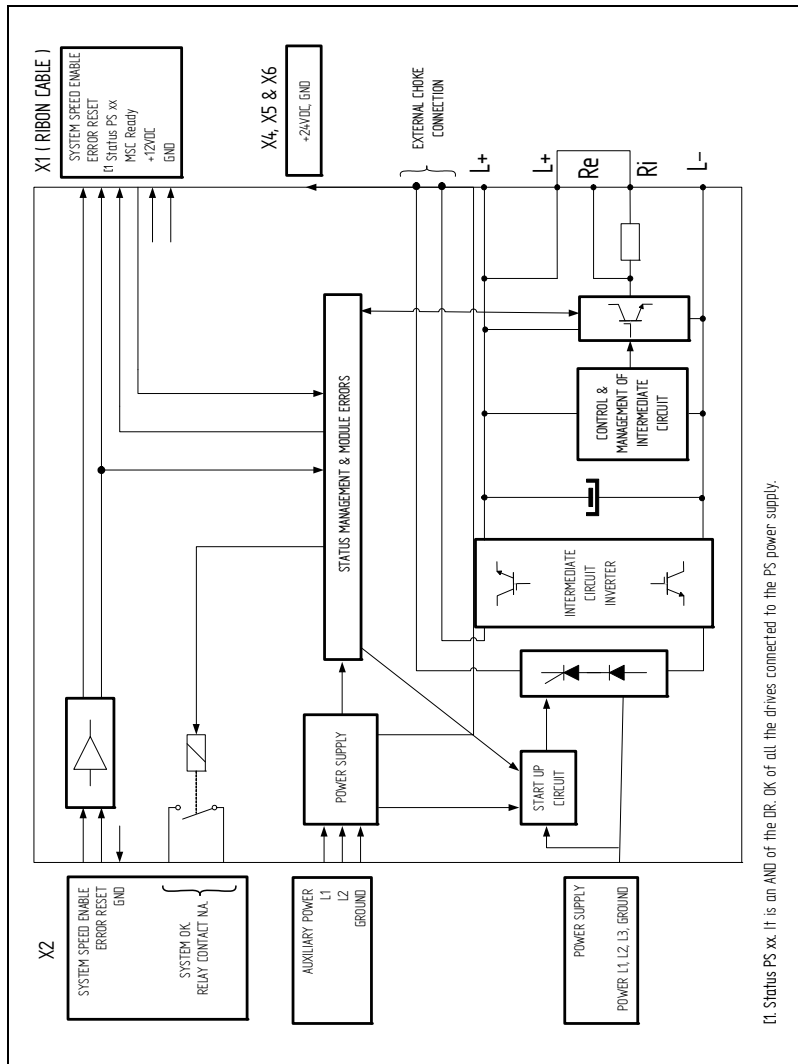 X2
SYSTEM SPEED ENABLE
ERROR RESET
GND
SYSTEM OK.
RELAY CONTACT N.A.
AUXILIARY POWER
L1
L2
GROUND
POWER SUPPLY
POWER L1, L2, L3, GROUND
POWER SUPPLY
START UP
CIRCUIT
STATUS MANAGEMENT & MODULE ERRORS
INTERMEDIATE
CIRCUIT
INVERTER
CONTROL &
MANAGEMENT OF
INTERMEDIATE
CIRCUIT
X1 ( RIBON CABLE )
SYSTEM SPEED ENABLE
ERROR RESET
[1 Status PS xx
MSC Ready
+12VDC
GND
X4, X5 & X6
+24VDC, GND
EXTERNAL CHOKE
CONNECTION
L+
L+
Re
Ri
L-
[1. Status PS xx. It is an AND of the DR. OK of all the drives connected to the PS power supply.